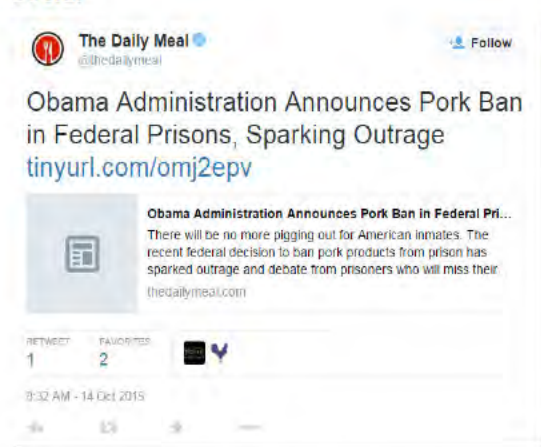 The Daily Meal
@thedailymeal
Follow
Obama Administration Announces Pork Ban
in Federal Prisons, Sparking Outrage
tinyurl.com/omj2epv
Obama Administration Announces Pork Ban in Federal Pri...
There will be no more pigging out for American inmates. The
recent federal decision to ban pork products from prison has
sparked outrage and debate from prisoners who will miss their
thedailymeal.com
RETWEET FAVORITES
1 2
8:32 AM - 14 Oct 2015